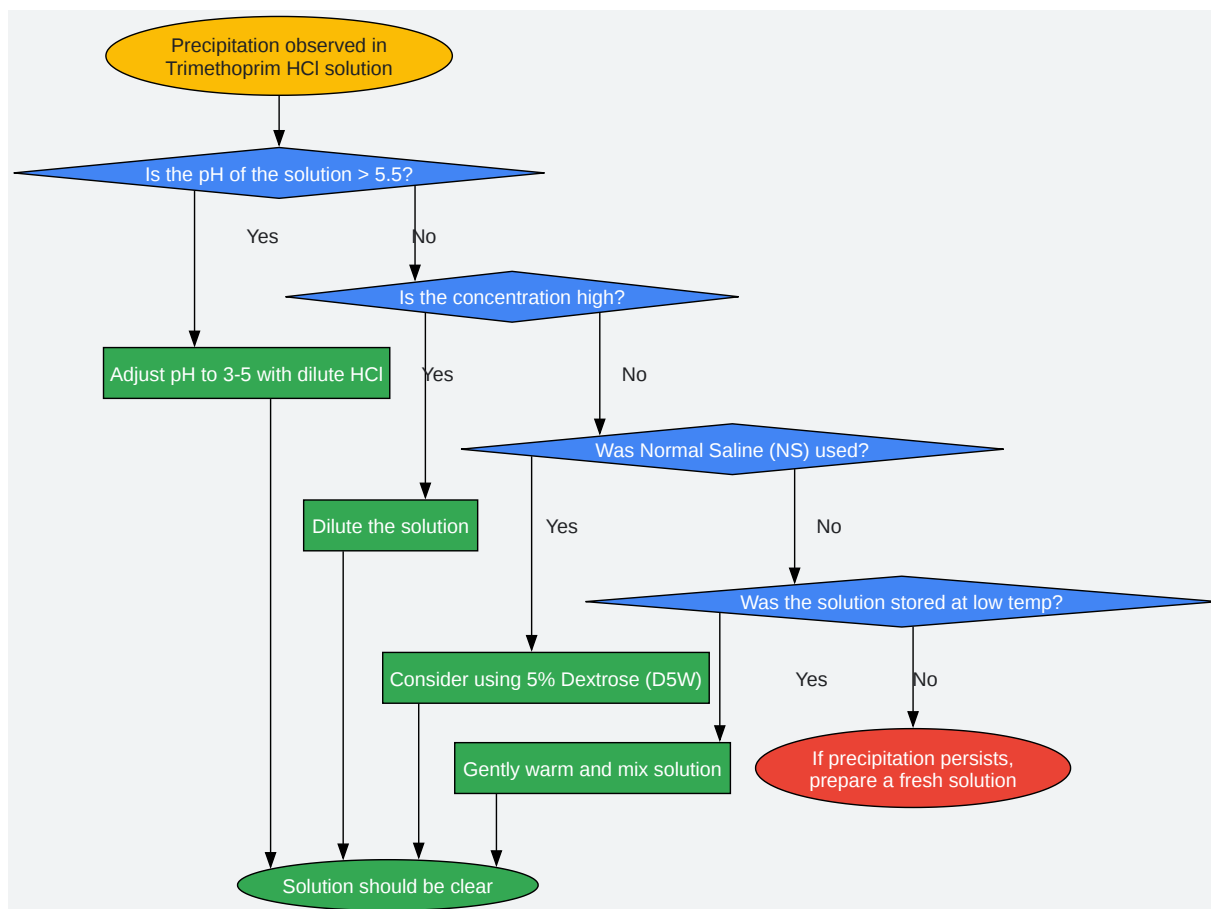 Precipitation observed in
Trimethoprim HCl solution
Is the pH of the solution > 5.5?
Yes
No
Is the concentration high?
Adjust pH to 3-5 with dilute HCl
Yes
No
Was Normal Saline (NS) used?
Dilute the solution
Yes
No
Was the solution stored at low temp?
Consider using 5% Dextrose (D5W)
Yes
No
Gently warm and mix solution
If precipitation persists,
prepare a fresh solution
Solution should be clear